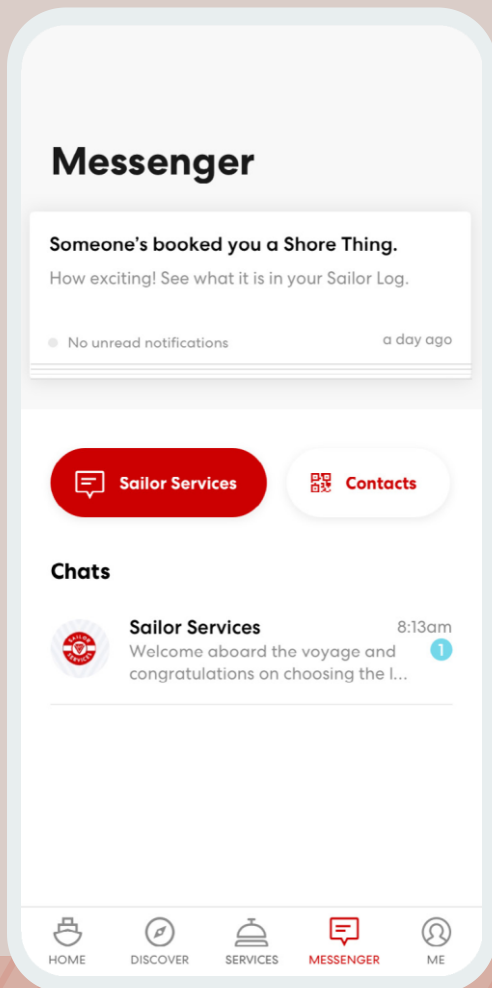 Messenger
Someone's booked you a Shore Thing.
How exciting! See what it is in your Sailor Log.
No unread notifications
a day ago
Sailor Services
Contacts
Chats
SAILOR
SERVICES
Sailor Services
8:13am
Welcome aboard the voyage and
1
congratulations on choosing the l...
HOME
DISCOVER
SERVICES
MESSENGER
ME